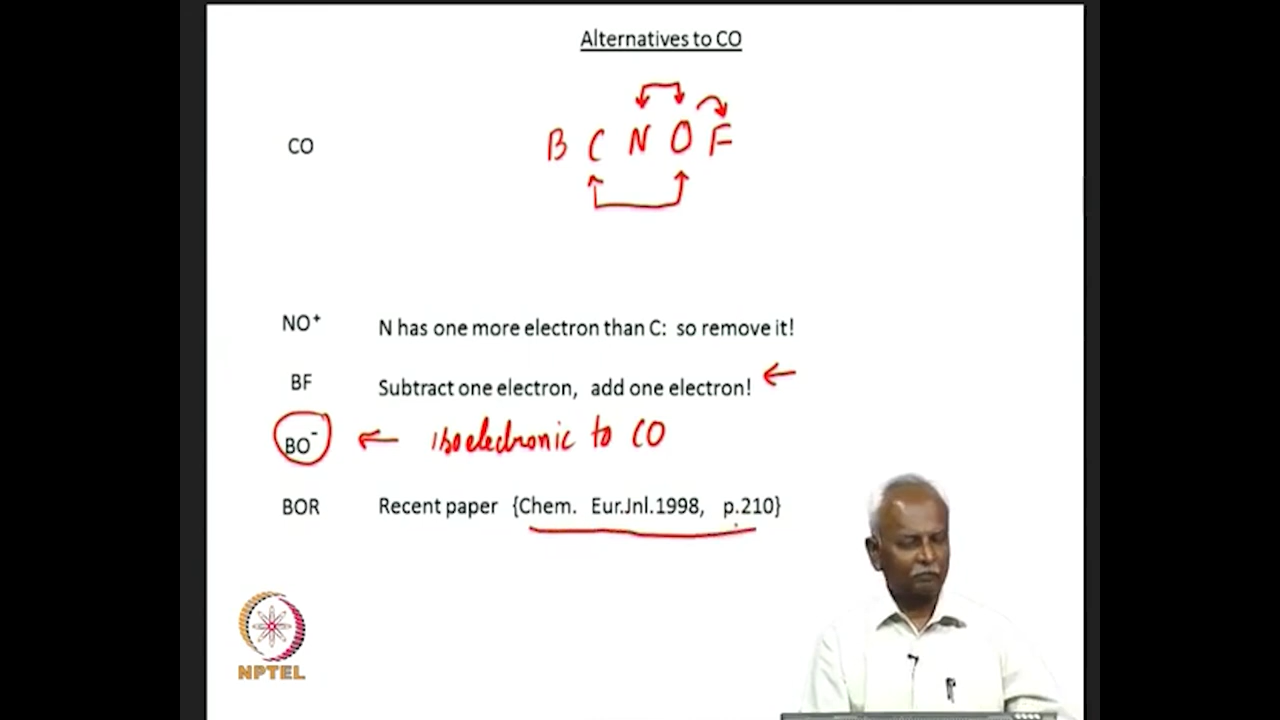 Alternatives to CO
CO
B C N O F
NO⁺ N has one more electron than C: so remove it!
BF Subtract one electron, add one electron!
BO⁻ isoelectronic to CO
BOR Recent paper {Chem. Eur.Jnl.1998, p.210}
NPTEL